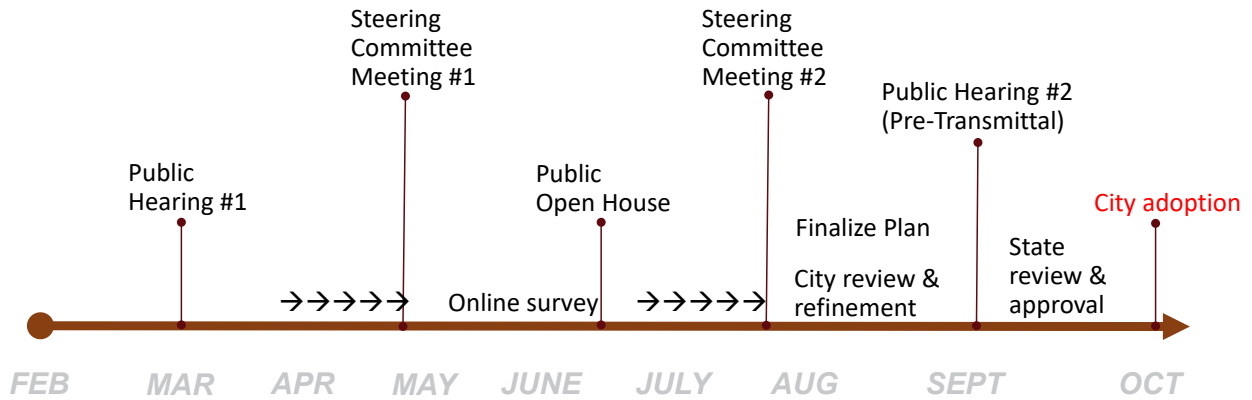 Steering
Committee
Meeting #1
Steering
Committee
Meeting #2
Public Hearing #2
(Pre-Transmittal)
Public
Hearing #1
Public
Open House
City adoption
Finalize Plan
State
review &
approval
City review &
refinement
→→→→→
Online survey
→→→→→
FEB
MAR
APR
MAY
JUNE
JULY
AUG
SEPT
OCT